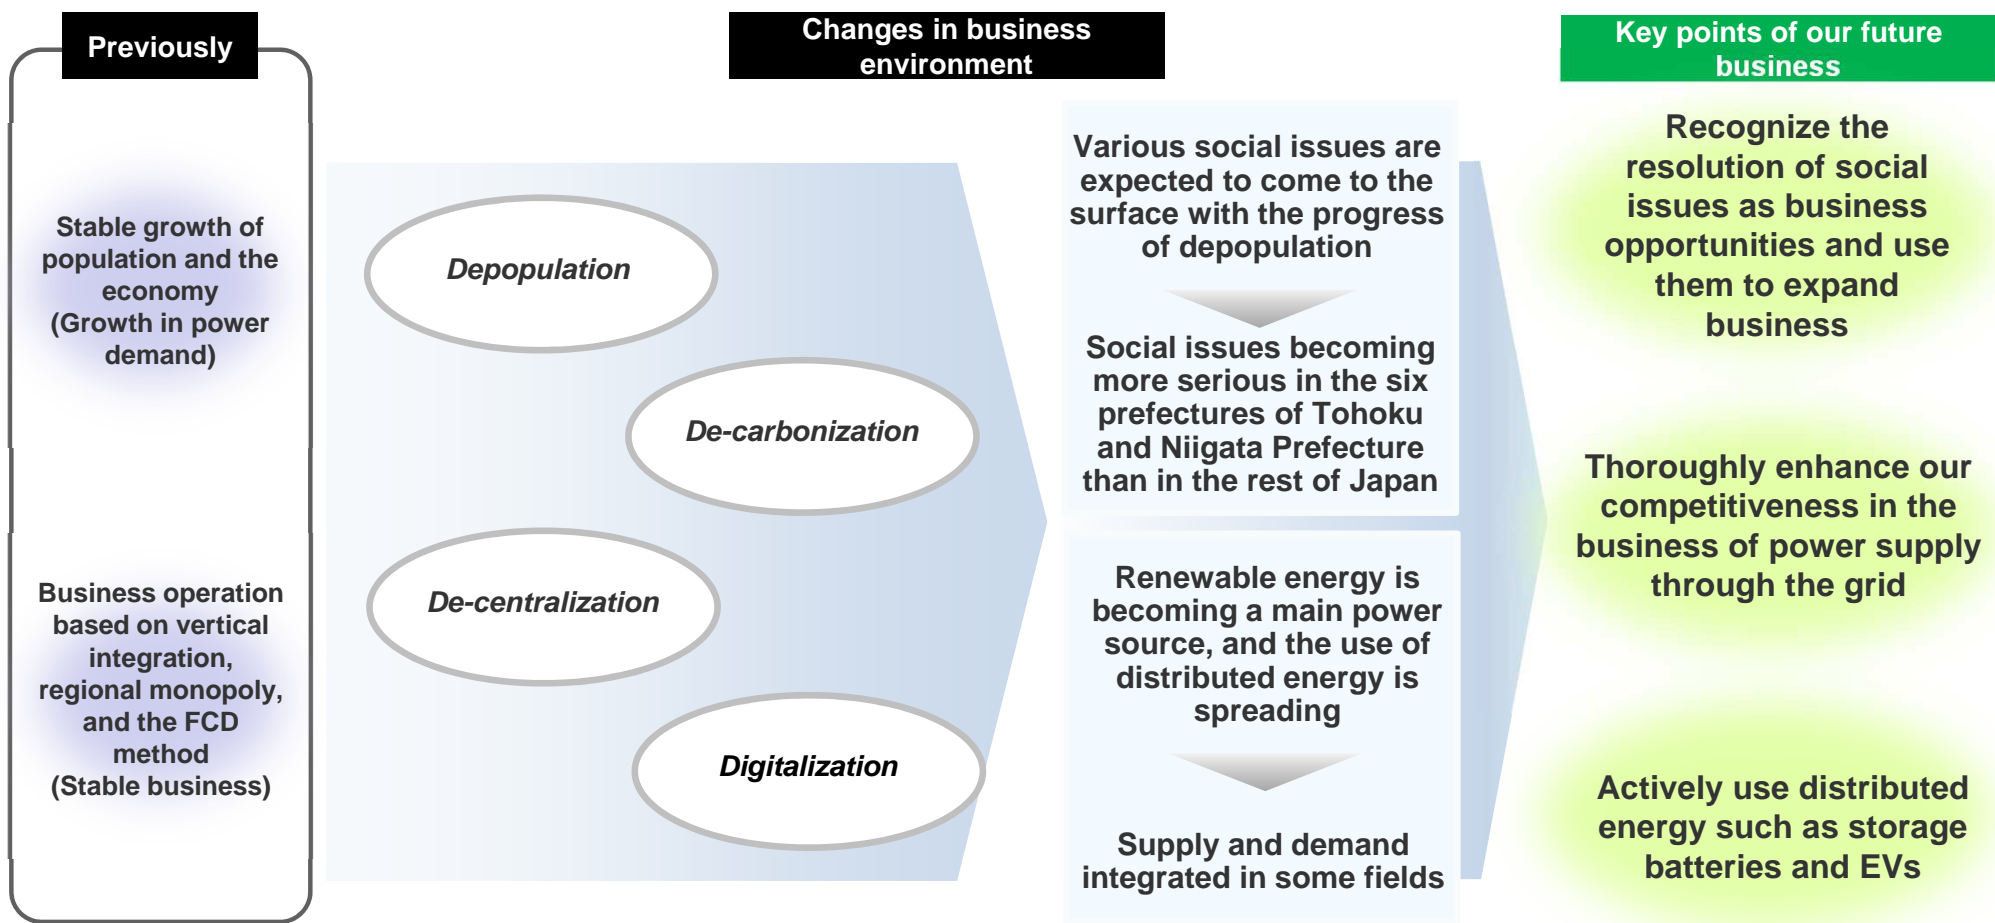 Previously
Stable growth of
population and the
economy
(Growth in power
demand)
Business operation
based on vertical
integration,
regional monopoly,
and the FCD
method
(Stable business)
Changes in business
environment
Depopulation
De-carbonization
De-centralization
Digitalization
Various social issues are
expected to come to the
surface with the progress
of depopulation
Social issues becoming
more serious in the six
prefectures of Tohoku
and Niigata Prefecture
than in the rest of Japan
Renewable energy is
becoming a main power
source, and the use of
distributed energy is
spreading
Supply and demand
integrated in some fields
Key points of our future
business
Recognize the
resolution of social
issues as business
opportunities and use
them to expand
business
Thoroughly enhance our
competitiveness in the
business of power supply
through the grid
Actively use distributed
energy such as storage
batteries and EVs